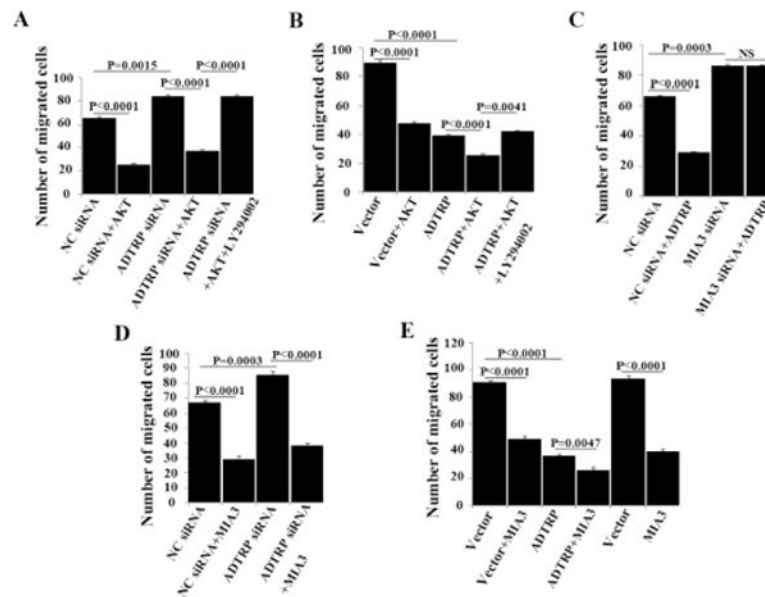 A
Number of migrated cells
100
80
60
40
20
0
P=0.0015
P<0.0001
P<0.0001
P<0.0001
NC siRNA
NC siRNA+AKT
ADTRP siRNA
ADTRP siRNA+AKT
ADTRP siRNA
+AKT+LY294002
B
Number of migrated cells
100
80
60
40
20
0
P<0.0001
P<0.0001
P=0.0041
P<0.0001
Vector
Vector+AKT
ADTRP
ADTRP+AKT
ADTRP+AKT
+LY294002
C
Number of migrated cells
100
80
60
40
20
0
NS
P=0.0003
P<0.0001
NC siRNA
NC siRNA+ADTRP
MIA3 siRNA
MIA3 siRNA+ADTRP
D
Number of migrated cells
100
90
80
70
60
50
40
30
20
10
0
P=0.0003
P<0.0001
P<0.0001
NC siRNA
NC siRNA+MIA3
ADTRP siRNA
ADTRP siRNA
+MIA3
E
Number of migrated cells
120
100
80
60
40
20
0
P<0.0001
P<0.0001
P<0.0001
P=0.0047
Vector
Vector+MIA3
ADTRP
ADTRP+MIA3
Vector
MIA3